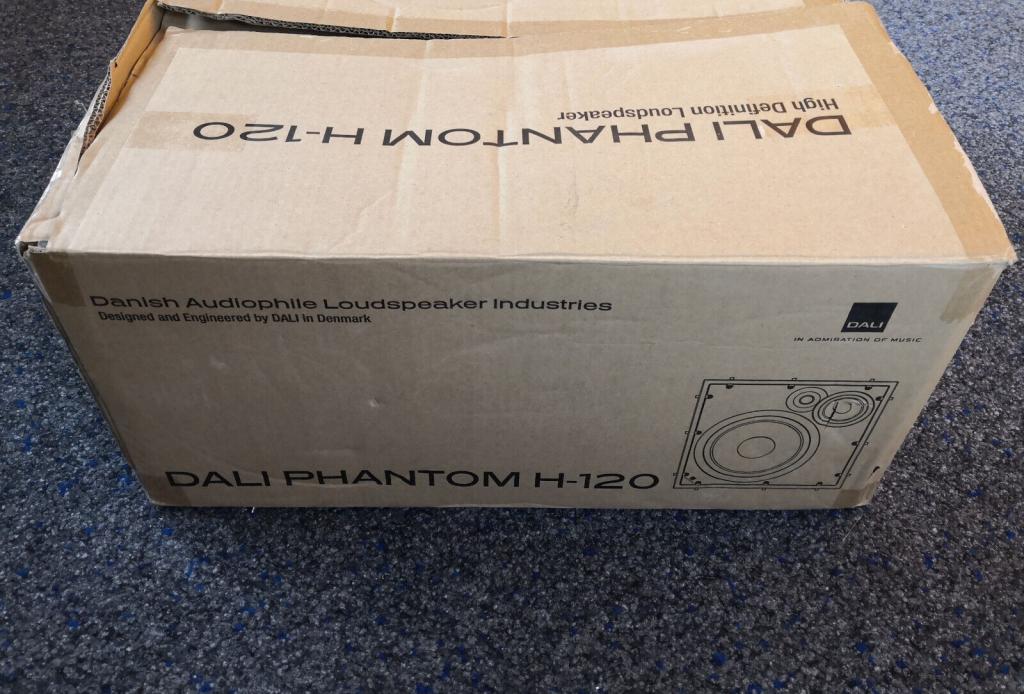 DALI PHANTOM H-120
High Definition Loudspeaker
Danish Audiophile Loudspeaker Industries
Designed and Engineered by DALI in Denmark
DALI
IN ADMIRATION OF MUSIC
DALI PHANTOM H-120